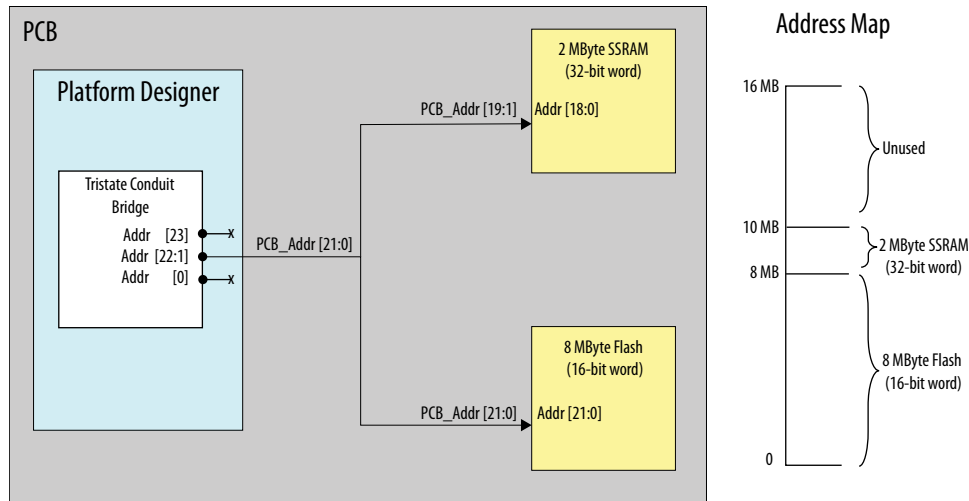 PCB
Platform Designer
Tristate Conduit
Bridge
Addr [23]
x
Addr [22:1]
Addr [0]
x
PCB_Addr [21:0]
PCB_Addr [19:1]
2 MByte SSRAM
(32-bit word)
Addr [18:0]
PCB_Addr [21:0]
8 MByte Flash
(16-bit word)
Addr [21:0]
Address Map
16 MB
Unused
10 MB
2 MByte SSRAM
(32-bit word)
8 MB
8 MByte Flash
(16-bit word)
0